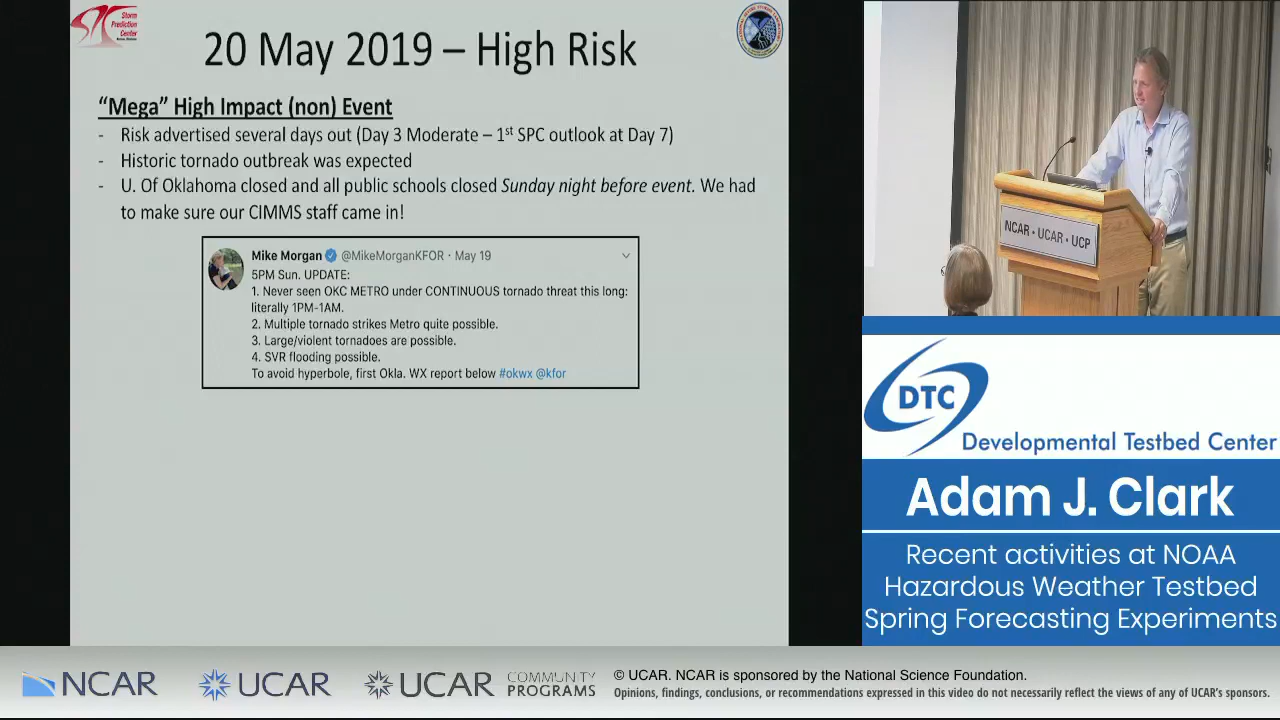 Storm
Prediction
Center
20 May 2019 – High Risk
“Mega” High Impact (non) Event
- Risk advertised several days out (Day 3 Moderate – 1st SPC outlook at Day 7)
- Historic tornado outbreak was expected
- U. Of Oklahoma closed and all public schools closed Sunday night before event. We had
to make sure our CIMMS staff came in!
Mike Morgan @MikeMorganKFOR · May 19
5PM Sun. UPDATE:
1. Never seen OKC METRO under CONTINUOUS tornado threat this long:
literally 1PM-1AM.
2. Multiple tornado strikes Metro quite possible.
3. Large/violent tornadoes are possible.
4. SVR flooding possible.
To avoid hyperbole, first Okla. WX report below #okwx @kfor
NCAR • UCAR • UCP
DTC
Developmental Testbed Center
Adam J. Clark
Recent activities at NOAA
Hazardous Weather Testbed
Spring Forecasting Experiments
NCAR
UCAR
UCAR
COMMUNITY
PROGRAMS
© UCAR. NCAR is sponsored by the National Science Foundation.
Opinions, findings, conclusions, or recommendations expressed in this video do not necessarily reflect the views of any of UCAR's sponsors.